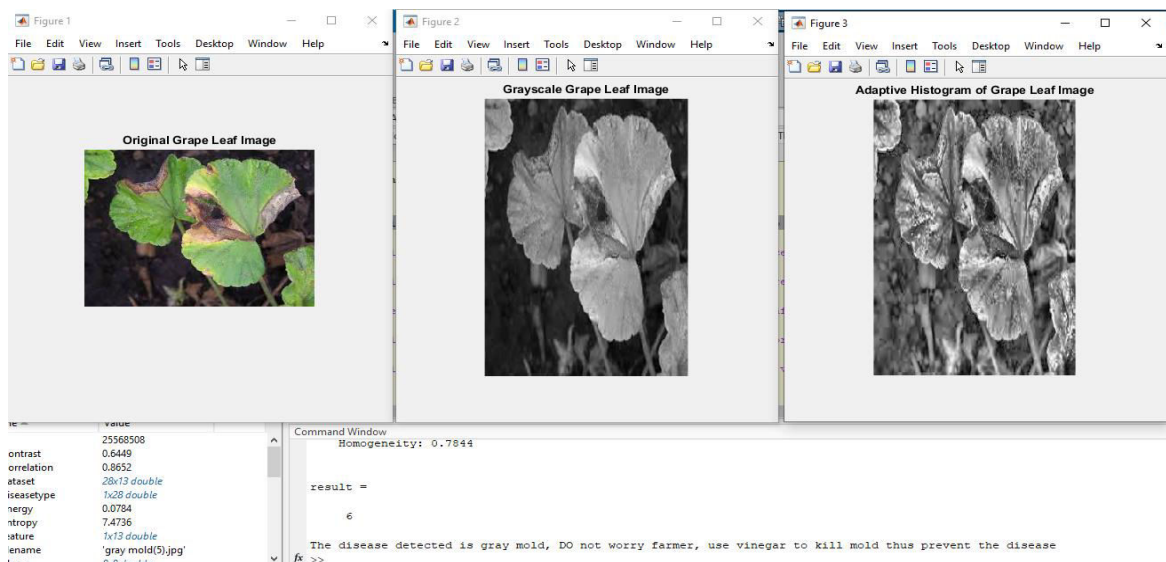 Figure 1
File Edit View Insert Tools Desktop Window Help
Original Grape Leaf Image
Figure 2
File Edit View Insert Tools Desktop Window Help
Grayscale Grape Leaf Image
Figure 3
File Edit View Insert Tools Desktop Window Help
Adaptive Histogram of Grape Leaf Image
Value
25568508
ontrast 0.6449
orrelation 0.8652
ataset 28x13 double
iseasetype 1x28 double
nergy 0.0784
ntropy 7.4736
eature 1x13 double
lename 'gray mold(5).jpg'
Command Window
Homogeneity: 0.7844
result =
6
The disease detected is gray mold, DO not worry farmer, use vinegar to kill mold thus prevent the disease
fx >>